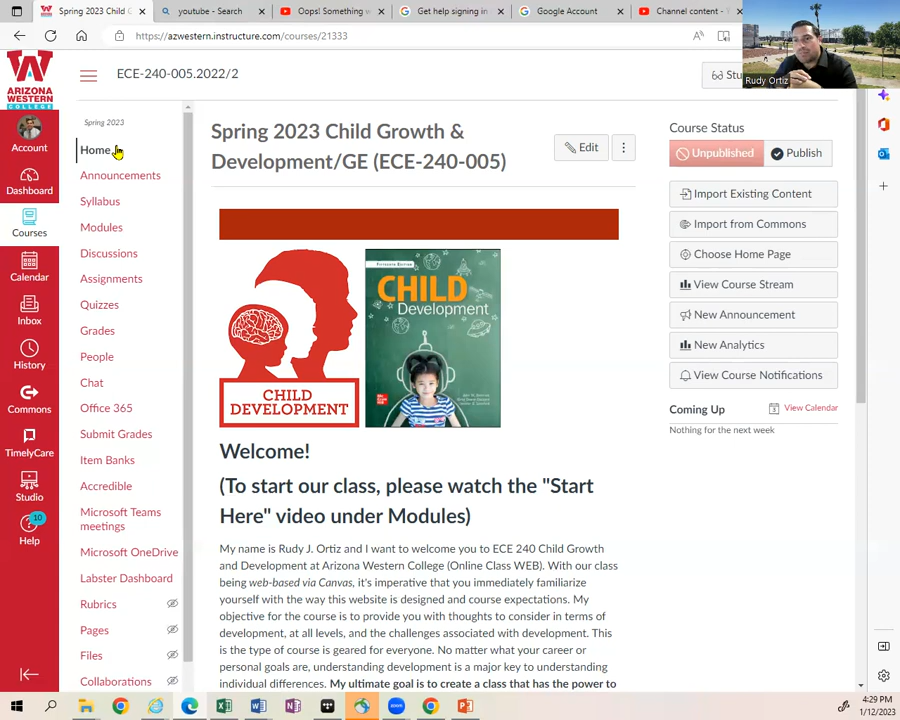 Spring 2023 Child G
youtube - Search
Oops! Something w
Get help signing in
Google Account
Channel content - Y
https://azwestern.instructure.com/courses/21333
Rudy Ortiz
ARIZONA
WESTERN
COLLEGE
ECE-240-005.2022/2
Stu
Account
Dashboard
Courses
Calendar
Inbox
History
Commons
TimelyCare
Studio
10
Help
Spring 2023
Home
Announcements
Syllabus
Modules
Discussions
Assignments
Quizzes
Grades
People
Chat
Office 365
Submit Grades
Item Banks
Accredible
Microsoft Teams
meetings
Microsoft OneDrive
Labster Dashboard
Rubrics
Pages
Files
Collaborations
Spring 2023 Child Growth &
Development/GE (ECE-240-005)
Edit
CHILD
DEVELOPMENT
CHILD
Development
Welcome!
(To start our class, please watch the "Start
Here" video under Modules)
My name is Rudy J. Ortiz and I want to welcome you to ECE 240 Child Growth
and Development at Arizona Western College (Online Class WEB). With our class
being web-based via Canvas, it's imperative that you immediately familiarize
yourself with the way this website is designed and course expectations. My
objective for the course is to provide you with thoughts to consider in terms of
development, at all levels, and the challenges associated with development. This
is the type of course is geared for everyone. No matter what your career or
personal goals are, understanding development is a major key to understanding
individual differences. My ultimate goal is to create a class that has the power to
Course Status
Unpublished
Publish
Import Existing Content
Import from Commons
Choose Home Page
View Course Stream
New Announcement
New Analytics
View Course Notifications
Coming Up
View Calendar
Nothing for the next week
4:29 PM
1/12/2023